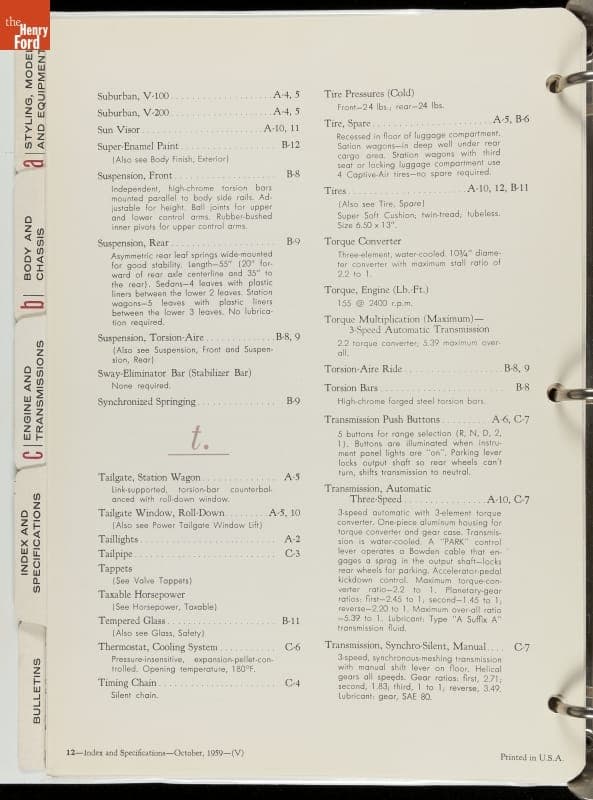 the
Henry
Ford
a | STYLING, MODEL
AND EQUIPMENT
b | BODY AND
CHASSIS
C | ENGINE AND
TRANSMISSIONS
INDEX AND
SPECIFICATIONS
BULLETINS
Suburban, V-100 . . . . . . . . . . . . . . . . . . . A-4, 5
Suburban, V-200 . . . . . . . . . . . . . . . . . . . A-4, 5
Sun Visor . . . . . . . . . . . . . . . . . . . . . . A-10, 11
Super-Enamel Paint . . . . . . . . . . . . . . . . . . B-12
(Also see Body Finish, Exterior)
Suspension, Front . . . . . . . . . . . . . . . . . . . B-8
Independent, high-chrome torsion bars
mounted parallel to body side rails. Ad-
justable for height. Ball joints for upper
and lower control arms. Rubber-bushed
inner pivots for upper control arms.
Suspension, Rear . . . . . . . . . . . . . . . . . . . B-9
Asymmetric rear leaf springs wide-mounted
for good stability. Length—55" (20" for-
ward of rear axle centerline and 35" to
the rear). Sedans—4 leaves with plastic
liners between the lower 2 leaves. Station
wagons—5 leaves with plastic liners
between the lower 3 leaves. No lubrica-
tion required.
Suspension, Torsion-Aire . . . . . . . . . . . . . B-8, 9
(Also see Suspension, Front and Suspen-
sion, Rear)
Sway-Eliminator Bar (Stabilizer Bar)
None required.
Synchronized Springing . . . . . . . . . . . . . . . B-9
t.
Tailgate, Station Wagon . . . . . . . . . . . . . . . A-5
Link-supported, torsion-bar counterbal-
anced with roll-down window.
Tailgate Window, Roll-Down . . . . . . . . A-5, 10
(Also see Power Tailgate Window Lift)
Taillights . . . . . . . . . . . . . . . . . . . . . . . A-2
Tailpipe . . . . . . . . . . . . . . . . . . . . . . . . C-3
Tappets
(See Valve Tappets)
Taxable Horsepower
(See Horsepower, Taxable)
Tempered Glass . . . . . . . . . . . . . . . . . . . B-11
(Also see Glass, Safety)
Thermostat, Cooling System . . . . . . . . . . . . C-6
Pressure-insensitive, expansion-pellet-con-
trolled. Opening temperature, 180°F.
Timing Chain . . . . . . . . . . . . . . . . . . . . . C-4
Silent chain.
Tire Pressures (Cold)
Front—24 lbs.; rear—24 lbs.
Tire, Spare . . . . . . . . . . . . . . . . . . . . A-5, B-6
Recessed in floor of luggage compartment.
Sation wagons—in deep well under rear
cargo area. Station wagons with third
seat or locking luggage compartment use
4 Captive-Air tires—no spare required.
Tires . . . . . . . . . . . . . . . . . . . . A-10, 12, B-11
(Also see Tire, Spare)
Super Soft Cushion; twin-tread; tubeless.
Size 6.50 x 13".
Torque Converter
Three-element, water-cooled. 10¾" diame-
ter converter with maximum stall ratio of
2.2 to 1.
Torque, Engine (Lb.-Ft.)
155 @ 2400 r.p.m.
Torque Multiplication (Maximum)—
3-Speed Automatic Transmission
2.2 torque converter; 5.39 maximum over-
all.
Torsion-Aire Ride . . . . . . . . . . . . . . . . . B-8, 9
Torsion Bars . . . . . . . . . . . . . . . . . . . . . . B-8
High-chrome forged steel torsion bars.
Transmission Push Buttons . . . . . . . . . A-6, C-7
5 buttons for range selection (R, N, D, 2,
1). Buttons are illuminated when instru-
ment panel lights are "on". Parking lever
locks output shaft so rear wheels can't
turn, shifts transmission to neutral.
Transmission, Automatic
Three-Speed . . . . . . . . . . . . . . . . A-10, C-7
3-speed automatic with 3-element torque
converter. One-piece aluminum housing for
torque converter and gear case. Transmis-
sion is water-cooled. A "PARK" control
lever operates a Bowden cable that en-
gages a sprag in the output shaft—locks
rear wheels for parking. Accelerator-pedal
kickdown control. Maximum torque-con-
verter ratio—2.2 to 1. Planetary-gear
ratios: first—2.45 to 1; second—1.45 to 1;
reverse—2.20 to 1. Maximum over-all ratio
—5.39 to 1. Lubricant: Type "A Suffix A"
transmission fluid.
Transmission, Synchro-Silent, Manual . . . . C-7
3-speed, synchronous-meshing transmission
with manual shift lever on floor. Helical
gears all speeds. Gear ratios: first, 2.71;
second, 1.83; third, 1 to 1; reverse, 3.49.
Lubricant: gear, SAE 80.
12—Index and Specifications—October, 1959—(V)
Printed in U.S.A.